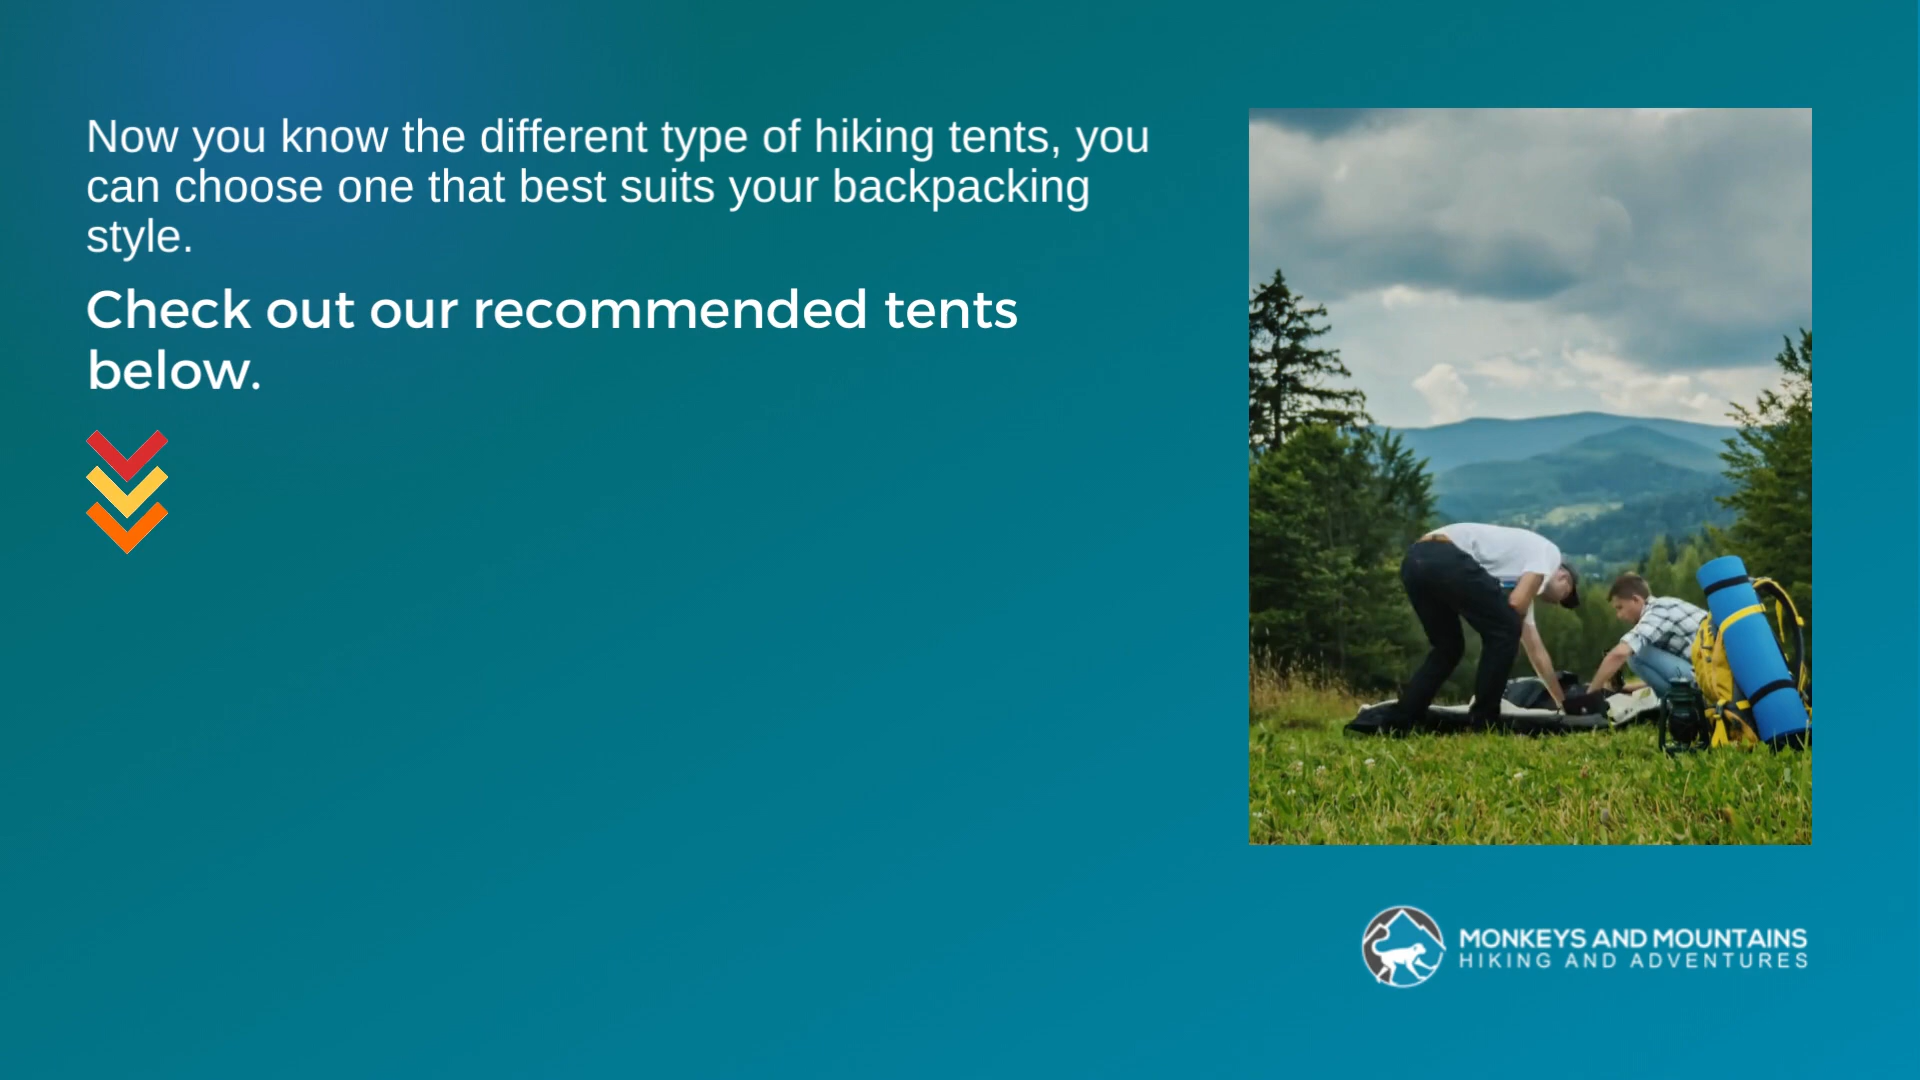 Now you know the different type of hiking tents, you
can choose one that best suits your backpacking
style.
Check out our recommended tents
below.
MONKEYS AND MOUNTAINS
HIKING AND ADVENTURES